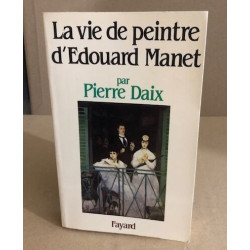 La vie de peintre
d'Edouard Manet
par
Pierre Daix
Fayard